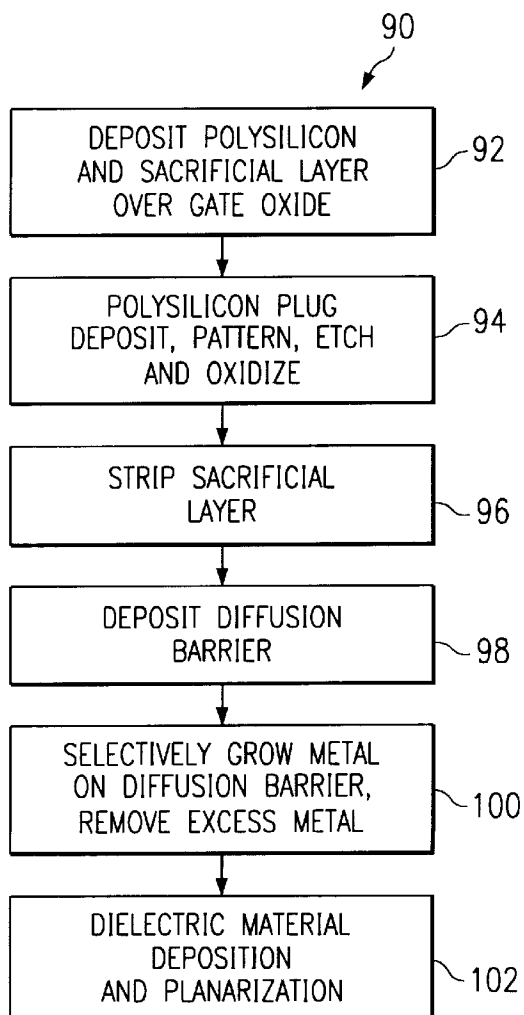 90
DEPOSIT POLYSILICON
AND SACRIFICIAL LAYER
OVER GATE OXIDE
92
POLYSILICON PLUG
DEPOSIT, PATTERN, ETCH
AND OXIDIZE
94
STRIP SACRIFICIAL
LAYER
96
DEPOSIT DIFFUSION
BARRIER
98
SELECTIVELY GROW METAL
ON DIFFUSION BARRIER,
REMOVE EXCESS METAL
100
DIELECTRIC MATERIAL
DEPOSITION
AND PLANARIZATION
102